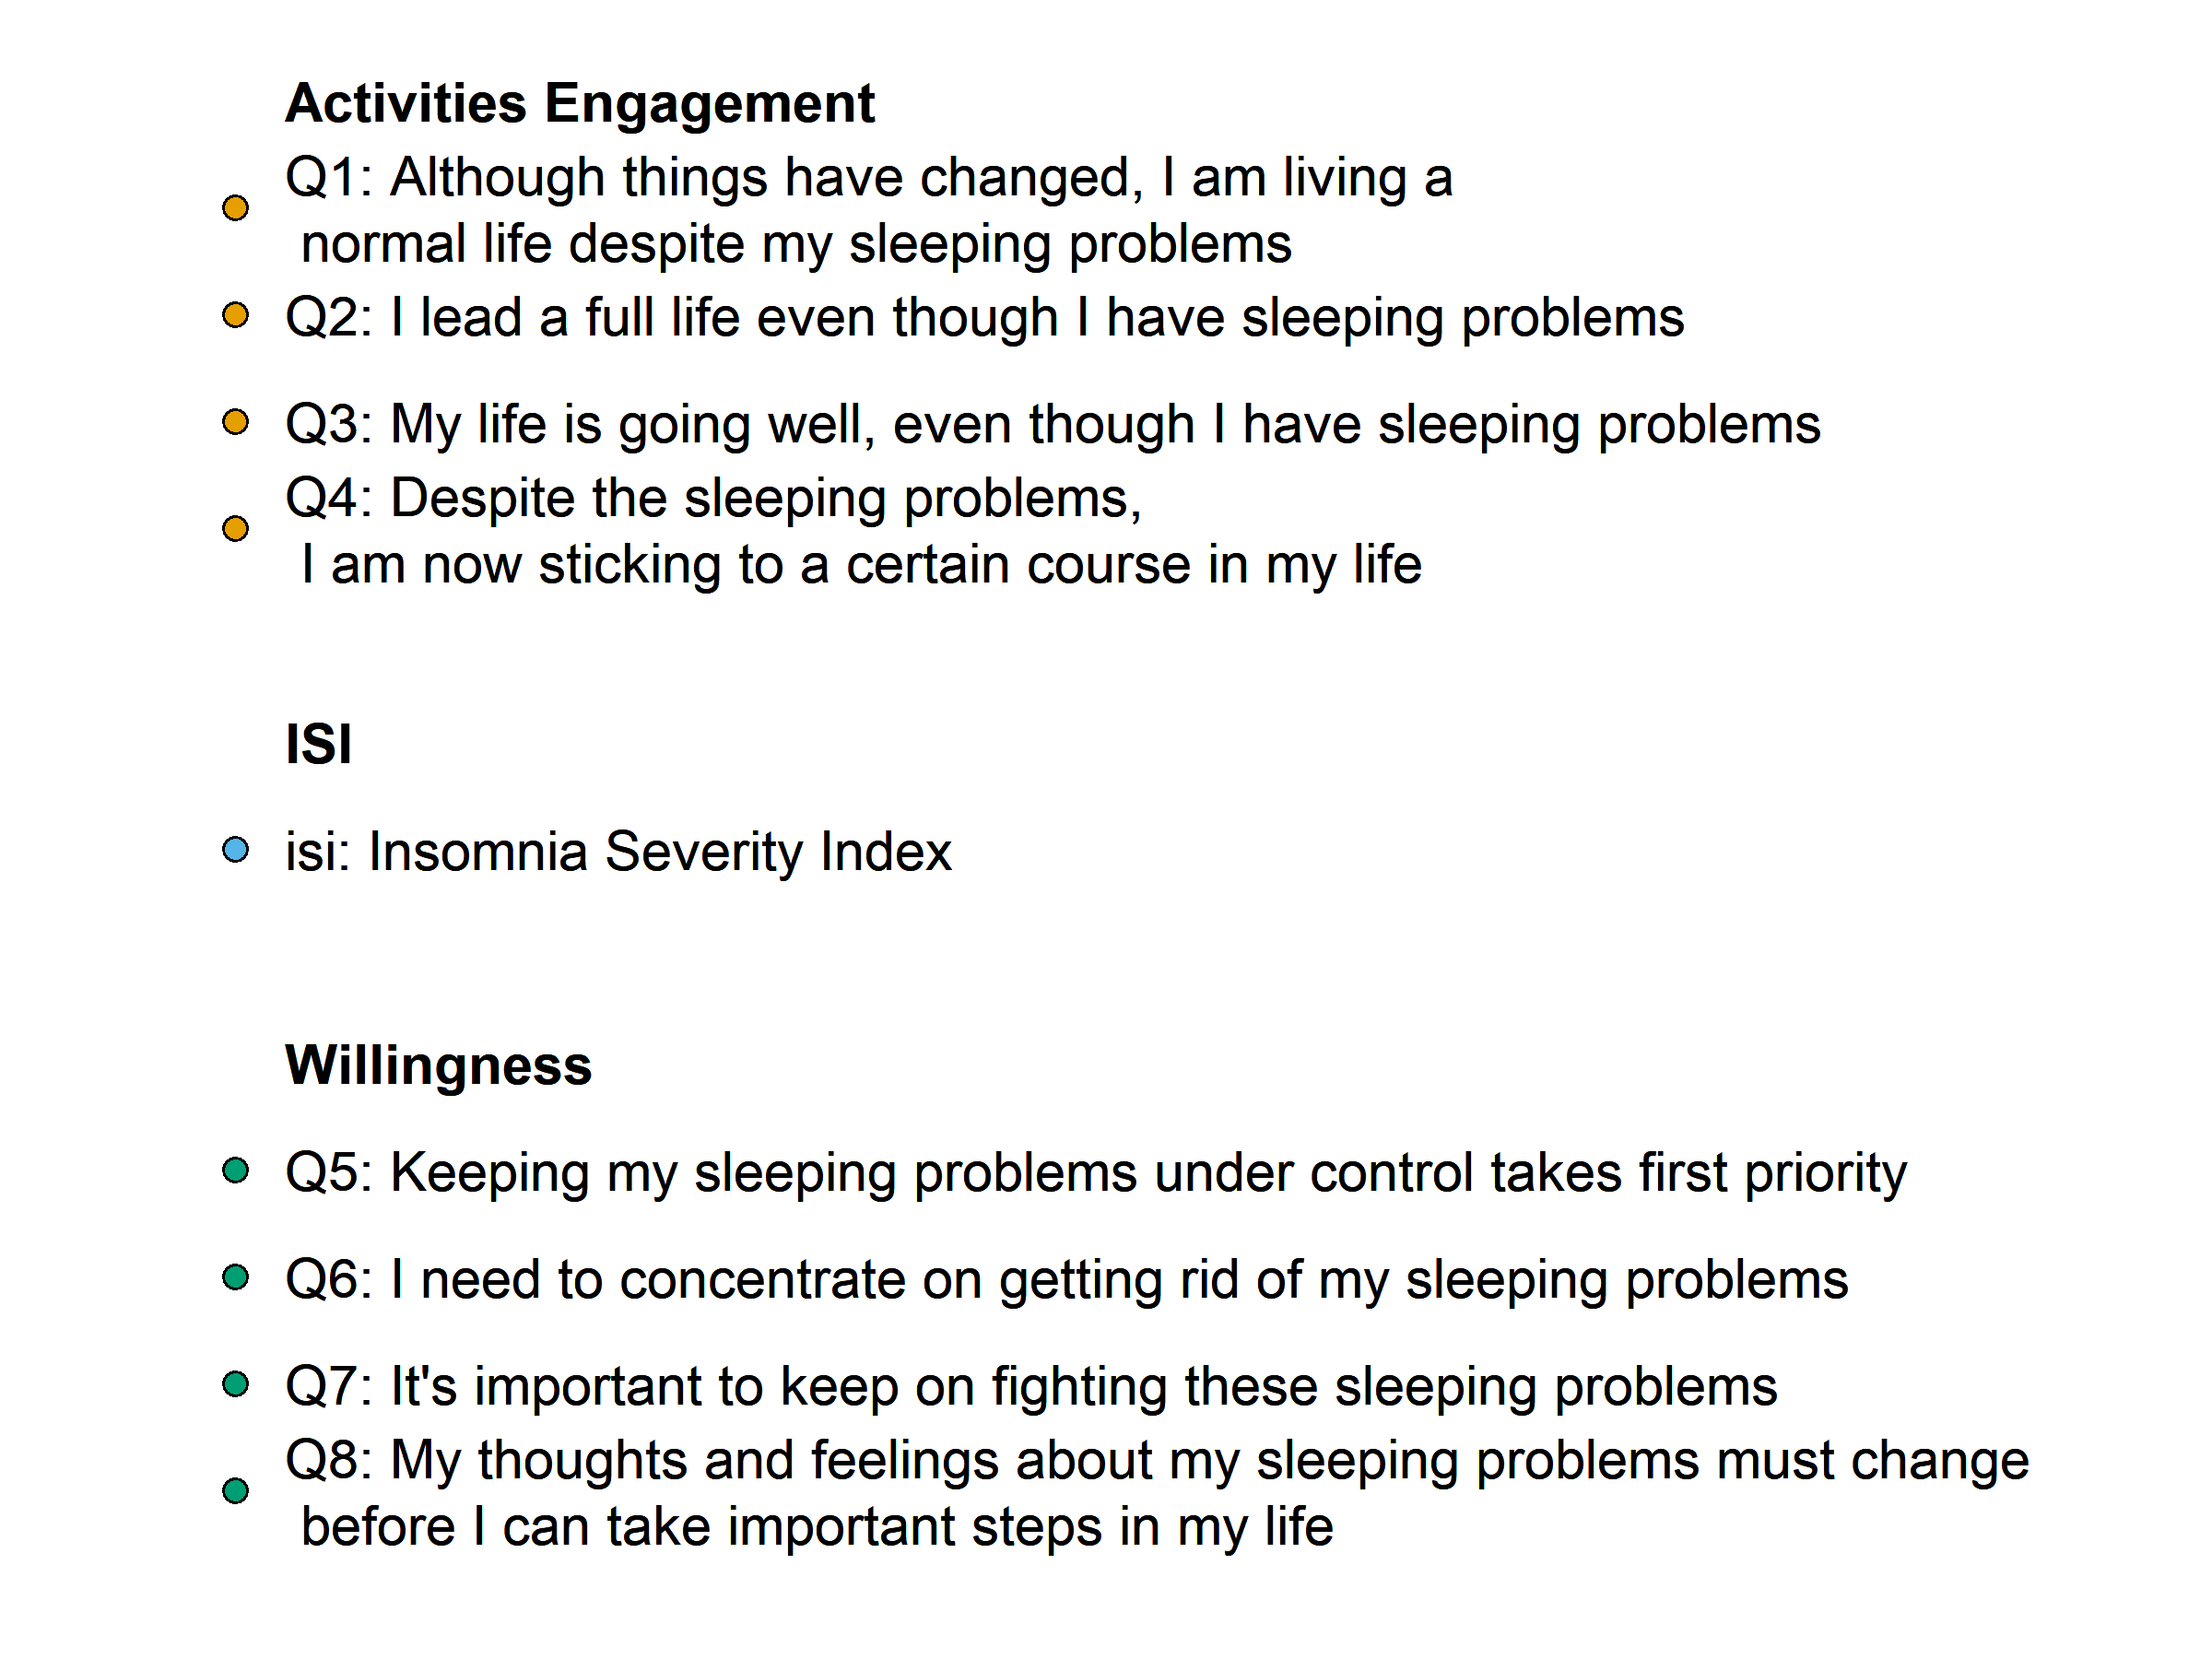 Activities Engagement
Q1: Although things have changed, I am living a
normal life despite my sleeping problems
Q2: I lead a full life even though I have sleeping problems
Q3: My life is going well, even though I have sleeping problems
Q4: Despite the sleeping problems,
I am now sticking to a certain course in my life
ISI
isi: Insomnia Severity Index
Willingness
Q5: Keeping my sleeping problems under control takes first priority
Q6: I need to concentrate on getting rid of my sleeping problems
Q7: It's important to keep on fighting these sleeping problems
Q8: My thoughts and feelings about my sleeping problems must change
before I can take important steps in my life